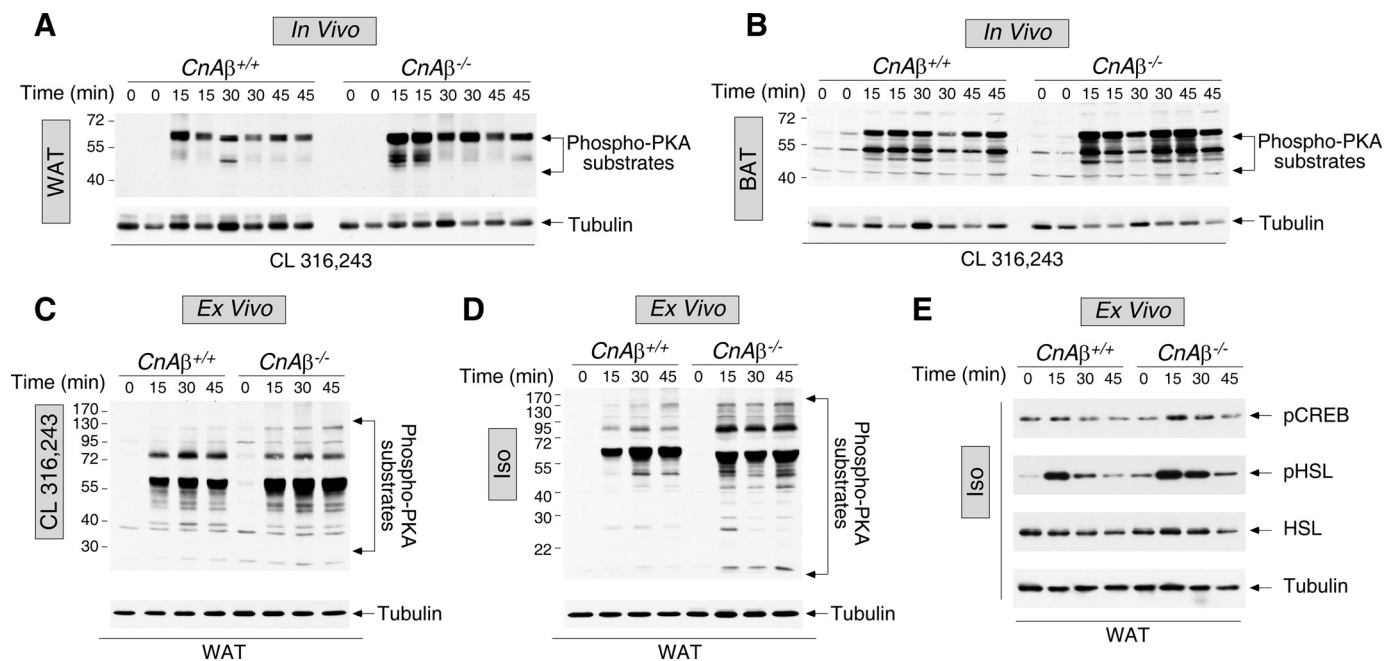 A
In Vivo
CnAβ+/+ CnAβ-/-
Time (min) 0 0 15 15 30 30 45 45 0 0 15 15 30 30 45 45
WAT
72
55
40
Phospho-PKA
substrates
Tubulin
CL 316,243
B
In Vivo
CnAβ+/+ CnAβ-/-
Time (min) 0 0 15 15 30 30 45 45 0 0 15 15 30 30 45 45
BAT
72
55
40
Phospho-PKA
substrates
Tubulin
CL 316,243
C
Ex Vivo
CnAβ+/+ CnAβ-/-
Time (min) 0 15 30 45 0 15 30 45
CL 316,243
170
130
95
72
55
40
30
Phospho-PKA
substrates
Tubulin
WAT
D
Ex Vivo
CnAβ+/+ CnAβ-/-
Time (min) 0 15 30 45 0 15 30 45
Iso
170
130
95
72
55
40
30
22
Phospho-PKA
substrates
Tubulin
WAT
E
Ex Vivo
CnAβ+/+ CnAβ-/-
Time (min) 0 15 30 45 0 15 30 45
Iso
pCREB
pHSL
HSL
Tubulin
WAT